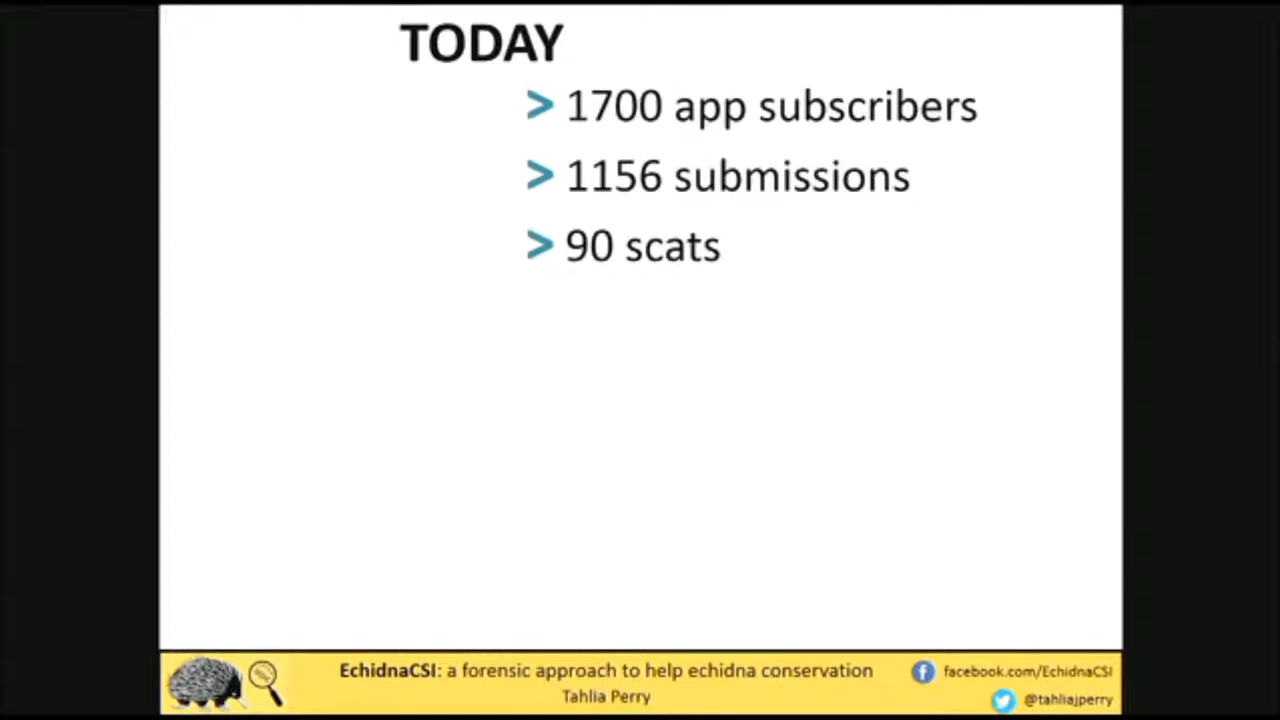 TODAY
> 1700 app subscribers
> 1156 submissions
> 90 scats
EchidnaCSI: a forensic approach to help echidna conservation
Tahlia Perry
facebook.com/EchidnaCSI
@tahliajperry